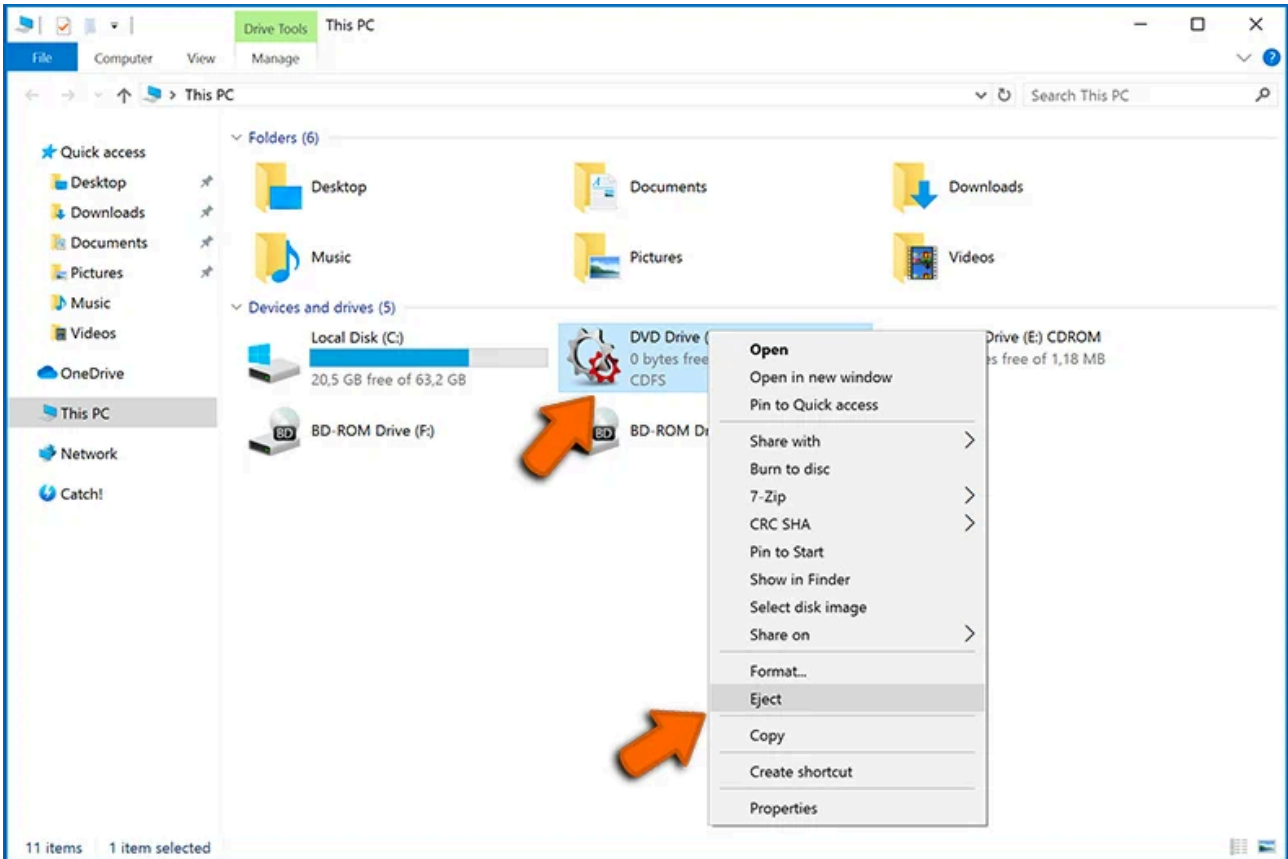 Drive Tools This PC
File Computer View Manage
This PC Search This PC
Quick access
Desktop
Downloads
Documents
Pictures
Music
Videos
OneDrive
This PC
Network
Catch!
Folders (6)
Desktop Documents Downloads
Music Pictures Videos
Devices and drives (5)
Local Disk (C:)
20,5 GB free of 63,2 GB
DVD Drive (
0 bytes free
CDFS
Drive (E:) CDROM
es free of 1,18 MB
BD
BD-ROM Drive (F:)
BD
BD-ROM Dr
Open
Open in new window
Pin to Quick access
Share with
Burn to disc
7-Zip
CRC SHA
Pin to Start
Show in Finder
Select disk image
Share on
Format...
Eject
Copy
Create shortcut
Properties
11 items 1 item selected